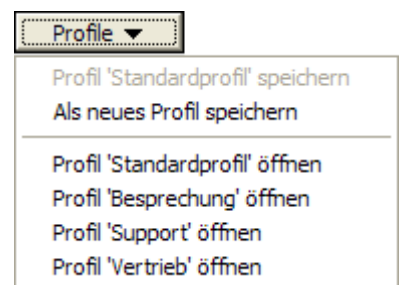 Profile
Profil 'Standardprofil' speichern
Als neues Profil speichern
Profil 'Standardprofil' öffnen
Profil 'Besprechung' öffnen
Profil 'Support' öffnen
Profil 'Vertrieb' öffnen